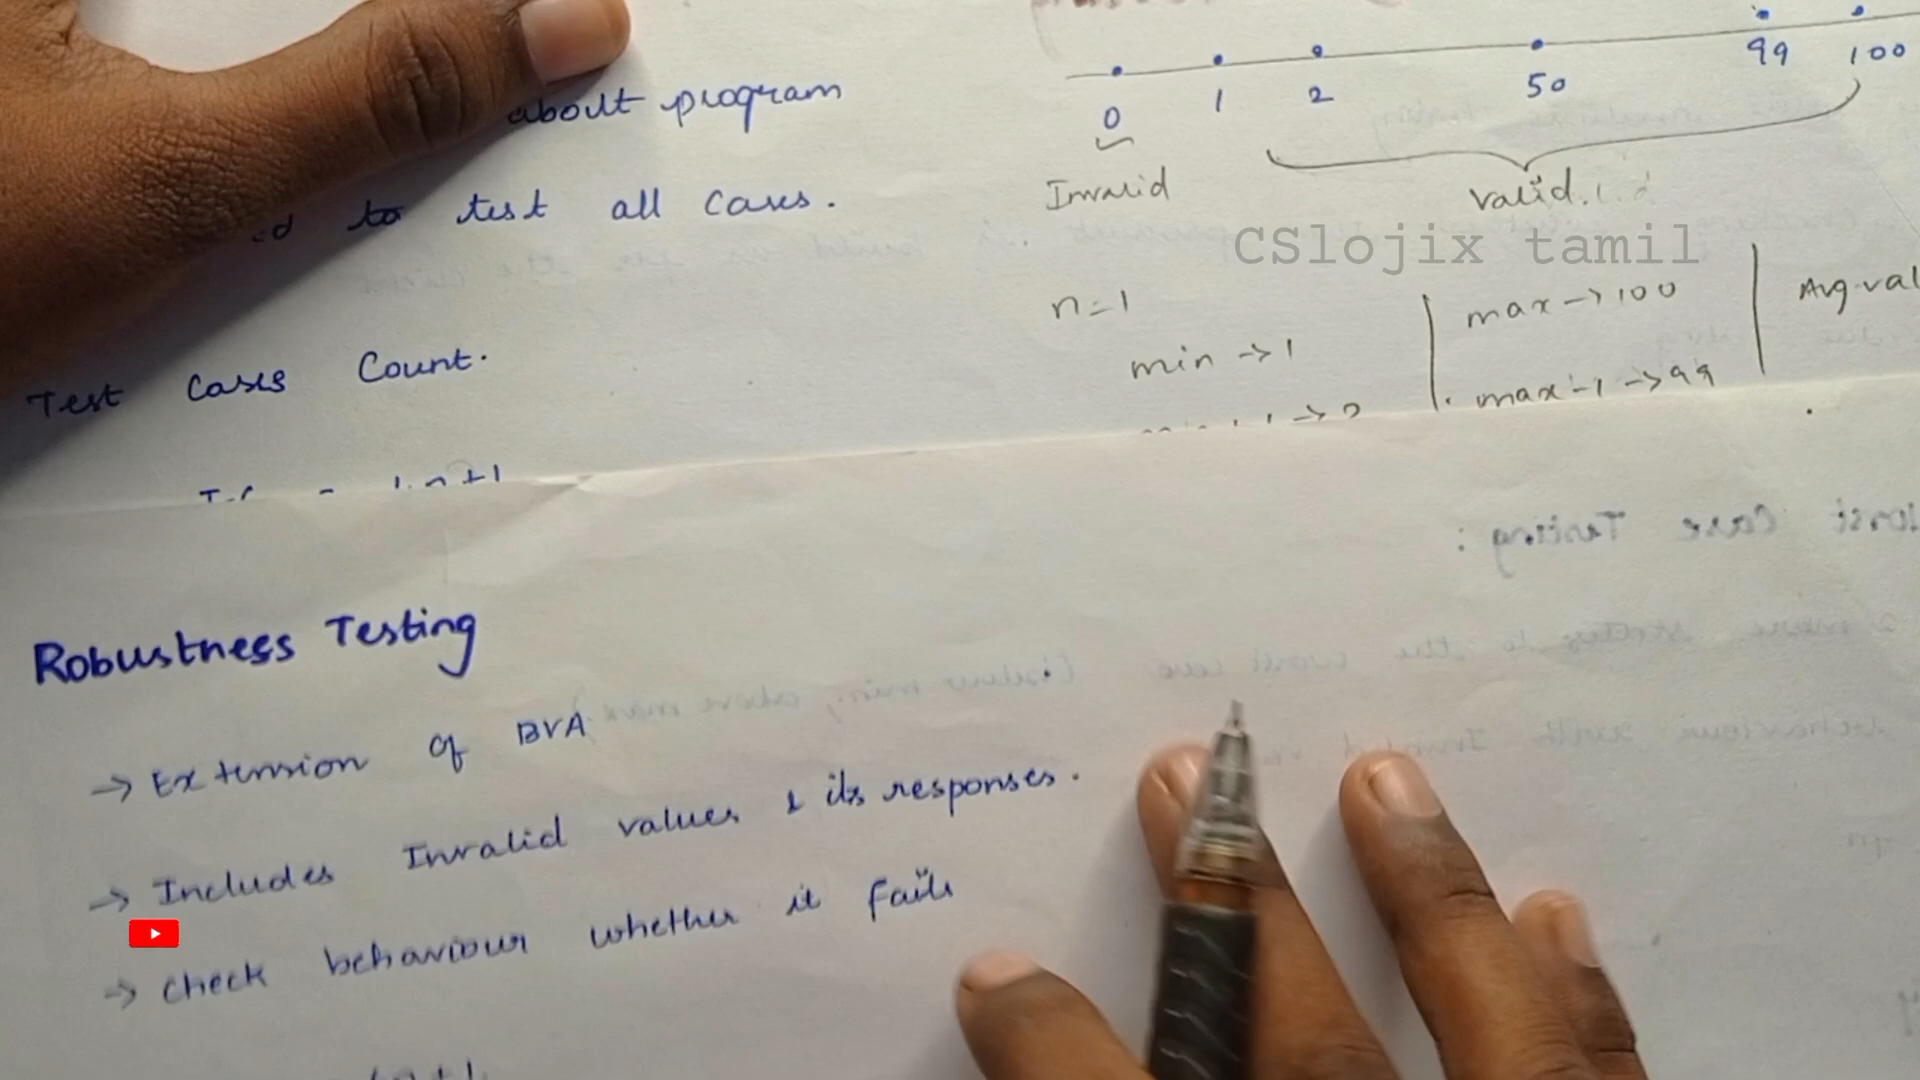 about program
to test all cases.
Test Cases Count.
99 100
0 1 2 50
Invalid
valid.
CSlojix tamil
n=1
min → 1
max → 100
max-1 → 99
Avg.val
Robustness Testing
→ Extension of BVA
→ Includes Invalid values & its responses.
→ check behaviour whether it fails